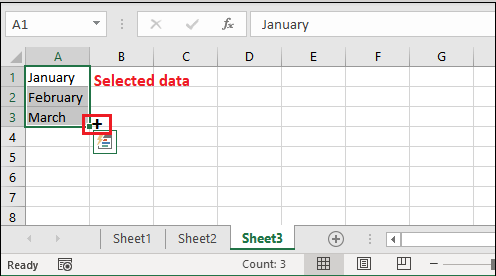 A1 fx January
A B C D E F G
1 January Selected data
2 February
3 March
4
5
6
7
8
Sheet1 Sheet2 Sheet3
Ready Count: 3